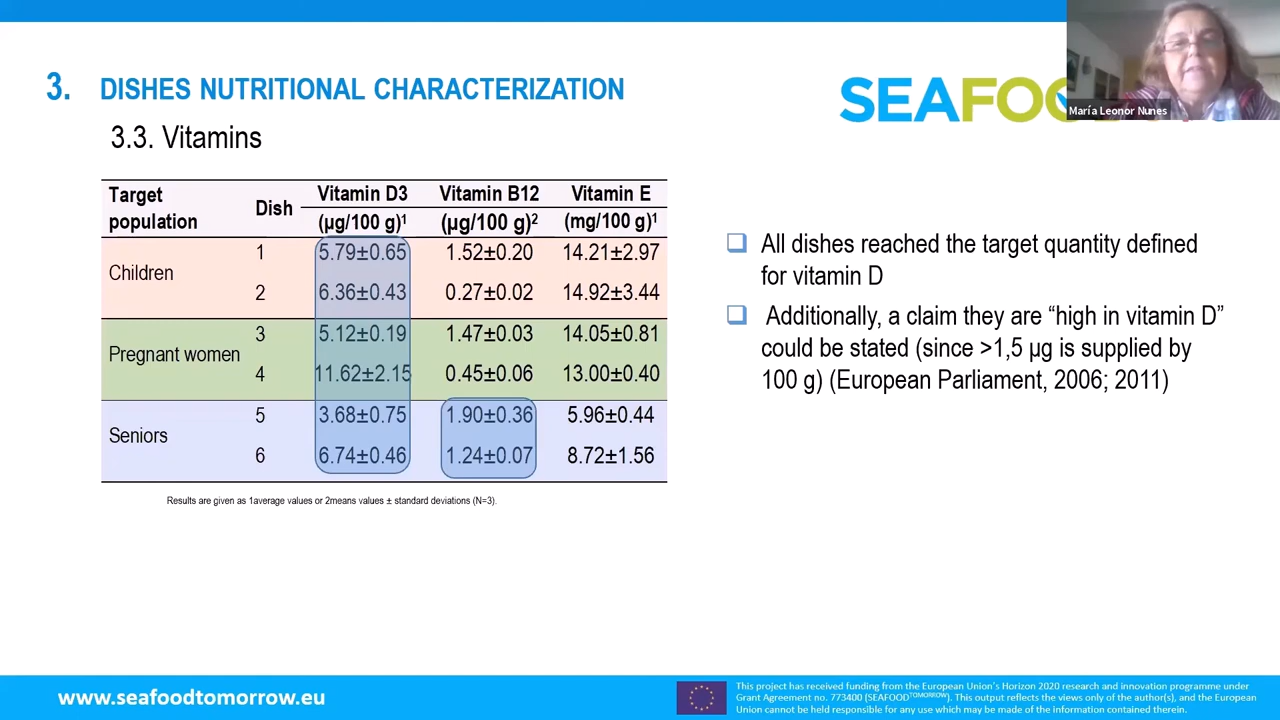 3. DISHES NUTRITIONAL CHARACTERIZATION
3.3. Vitamins
SEAFOO
María Leonor Nunes
Target population Dish Vitamin D3 (µg/100 g)1 Vitamin B12 (µg/100 g)2 Vitamin E (mg/100 g)1
Children 1 5.79±0.65 1.52±0.20 14.21±2.97
2 6.36±0.43 0.27±0.02 14.92±3.44
Pregnant women 3 5.12±0.19 1.47±0.03 14.05±0.81
4 11.62±2.15 0.45±0.06 13.00±0.40
Seniors 5 3.68±0.75 1.90±0.36 5.96±0.44
6 6.74±0.46 1.24±0.07 8.72±1.56
Results are given as 1average values or 2means values ± standard deviations (N=3).
All dishes reached the target quantity defined
for vitamin D
Additionally, a claim they are “high in vitamin D”
could be stated (since >1,5 µg is supplied by
100 g) (European Parliament, 2006; 2011)
www.seafoodtomorrow.eu
This project has received funding from the European Union's Horizon 2020 research and innovation programme under
Grant Agreement no. 773400 (SEAFOODTOMORROW). This output reflects the views only of the author(s), and the European
Union cannot be held responsible for any use which may be made of the information contained therein.